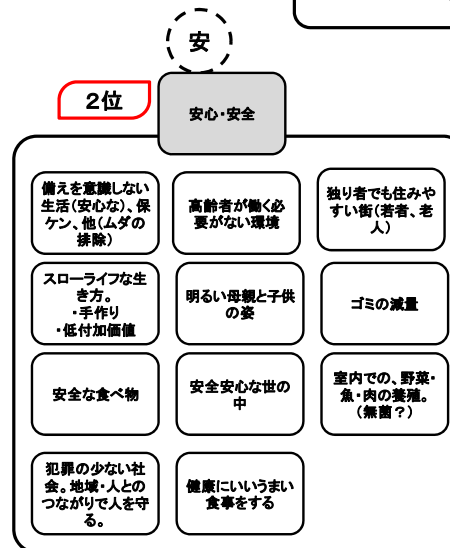 安
2位
安心・安全
備えを意識しない
生活(安心な)、保
ケン、他(ムダの
排除)
高齢者が働く必
要がない環境
独り者でも住みや
すい街(若者、老
人)
スローライフな生
き方。
・手作り
・低付加価値
明るい母親と子供
の姿
ゴミの減量
安全な食べ物
安全安心な世の
中
室内での、野菜・
魚・肉の養殖。
(無菌?)
犯罪の少ない社
会。地域・人との
つながりで人を守
る。
健康にいいうまい
食事をする